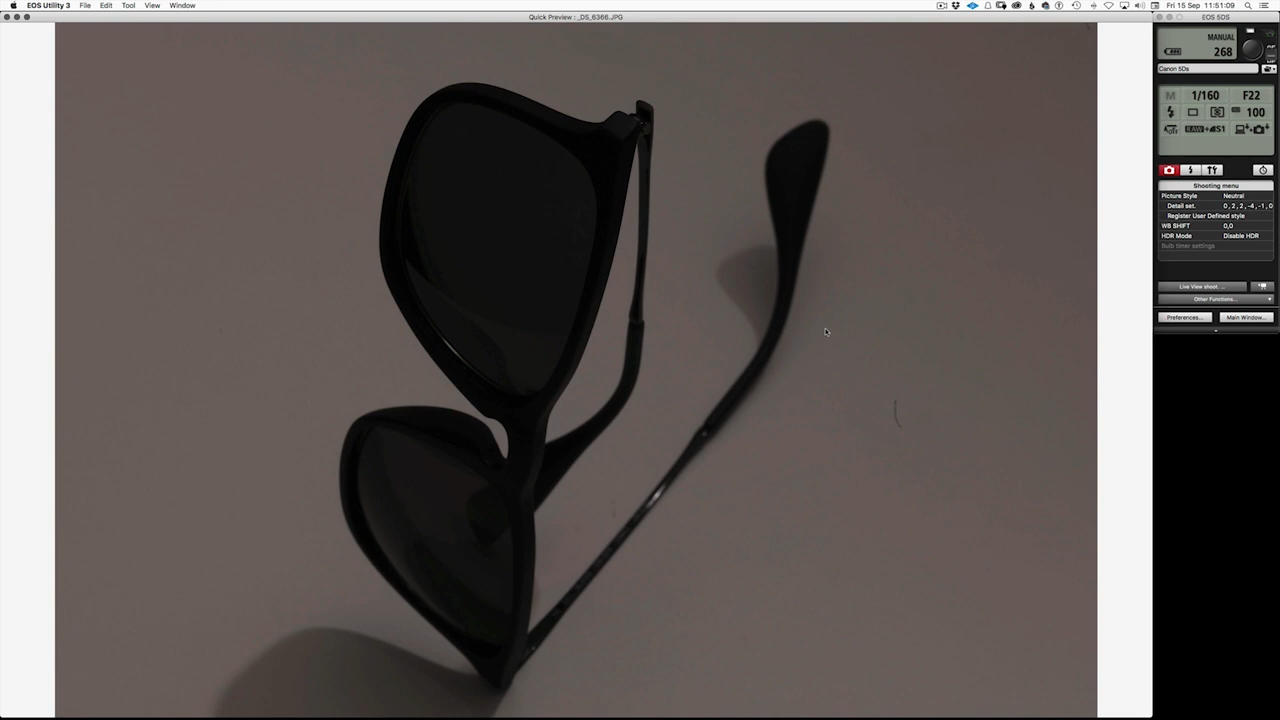 EOS Utility 3 File Edit Tool View Window Fri 15 Sep 11:51:09
Quick Preview : _DS_6366.JPG
EOS 5DS
MANUAL
268
Canon 5Ds
M 1/160 F22
100
RAW+ S1
Shooting menu
Picture Style Neutral
Detail set. 0,2,2,-4,-1,0
Register User Defined style
WB SHIFT 0,0
HDR Mode Disable HDR
Bulb timer settings
Live View shoot. ...
Other Functions...
Preferences... Main Window...